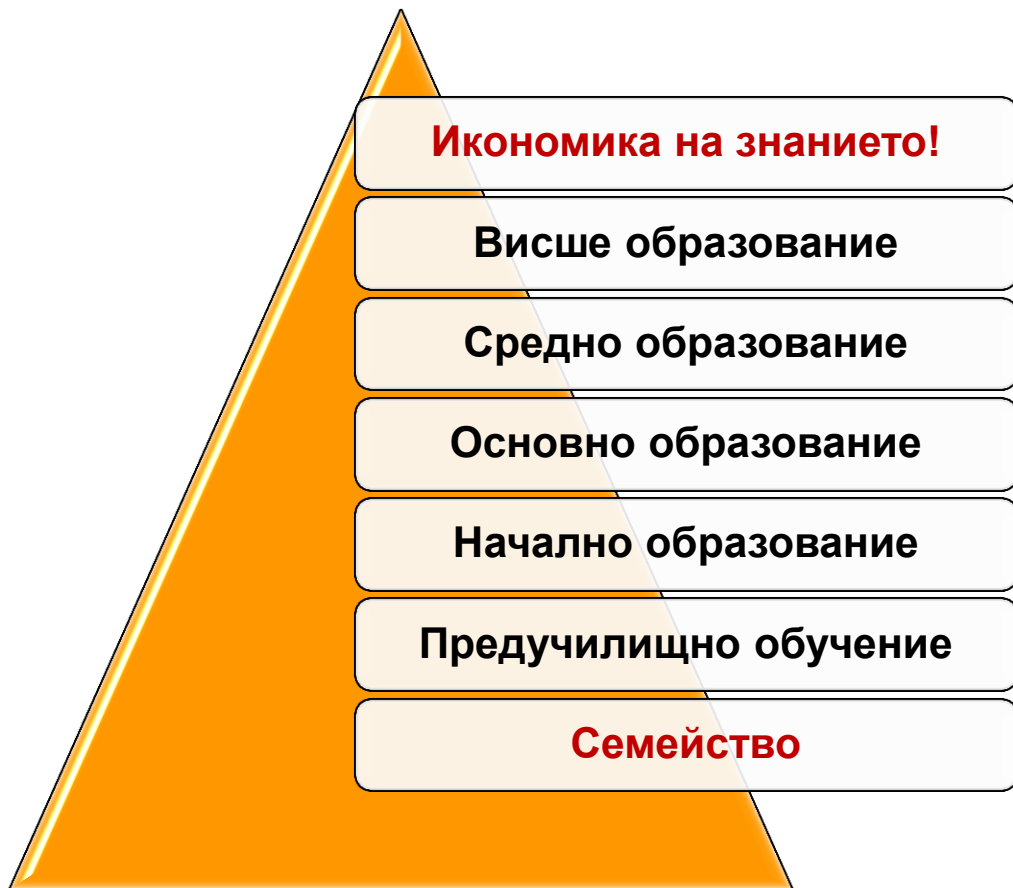 Икономика на знанието!
Висше образование
Средно образование
Основно образование
Начално образование
Предучилищно обучение
Семейство